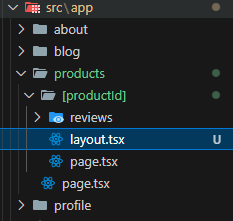 src\app
about
blog
products
[productId]
reviews
layout.tsx U
page.tsx
page.tsx
profile